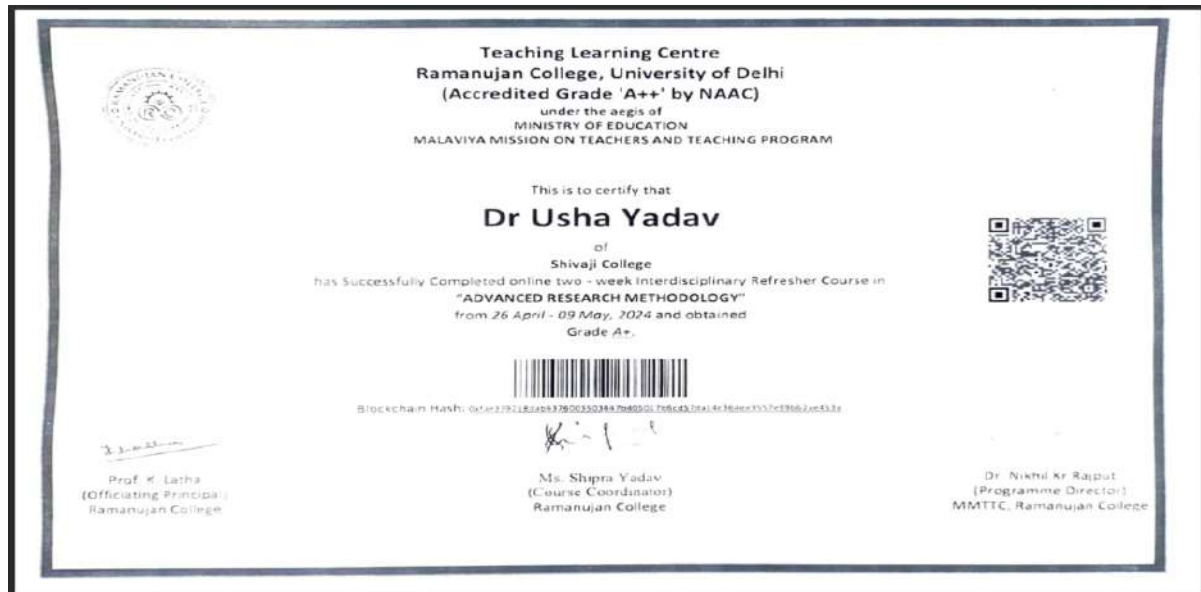 RAMANUJAN COLLEGE
Teaching Learning Centre
Ramanujan College, University of Delhi
(Accredited Grade 'A++' by NAAC)
under the aegis of
MINISTRY OF EDUCATION
MALAVIYA MISSION ON TEACHERS AND TEACHING PROGRAM
This is to certify that
Dr Usha Yadav
of
Shivaji College
has Successfully Completed online two - week Interdisciplinary Refresher Course in
"ADVANCED RESEARCH METHODOLOGY"
from 26 April - 09 May, 2024 and obtained
Grade A+.
Blockchain Hash:
Prof. K. Latha
(Officiating Principal)
Ramanujan College
Ms. Shipra Yadav
(Course Coordinator)
Ramanujan College
Dr. Nikhil Kr Rajput
(Programme Director)
MMTTC, Ramanujan College